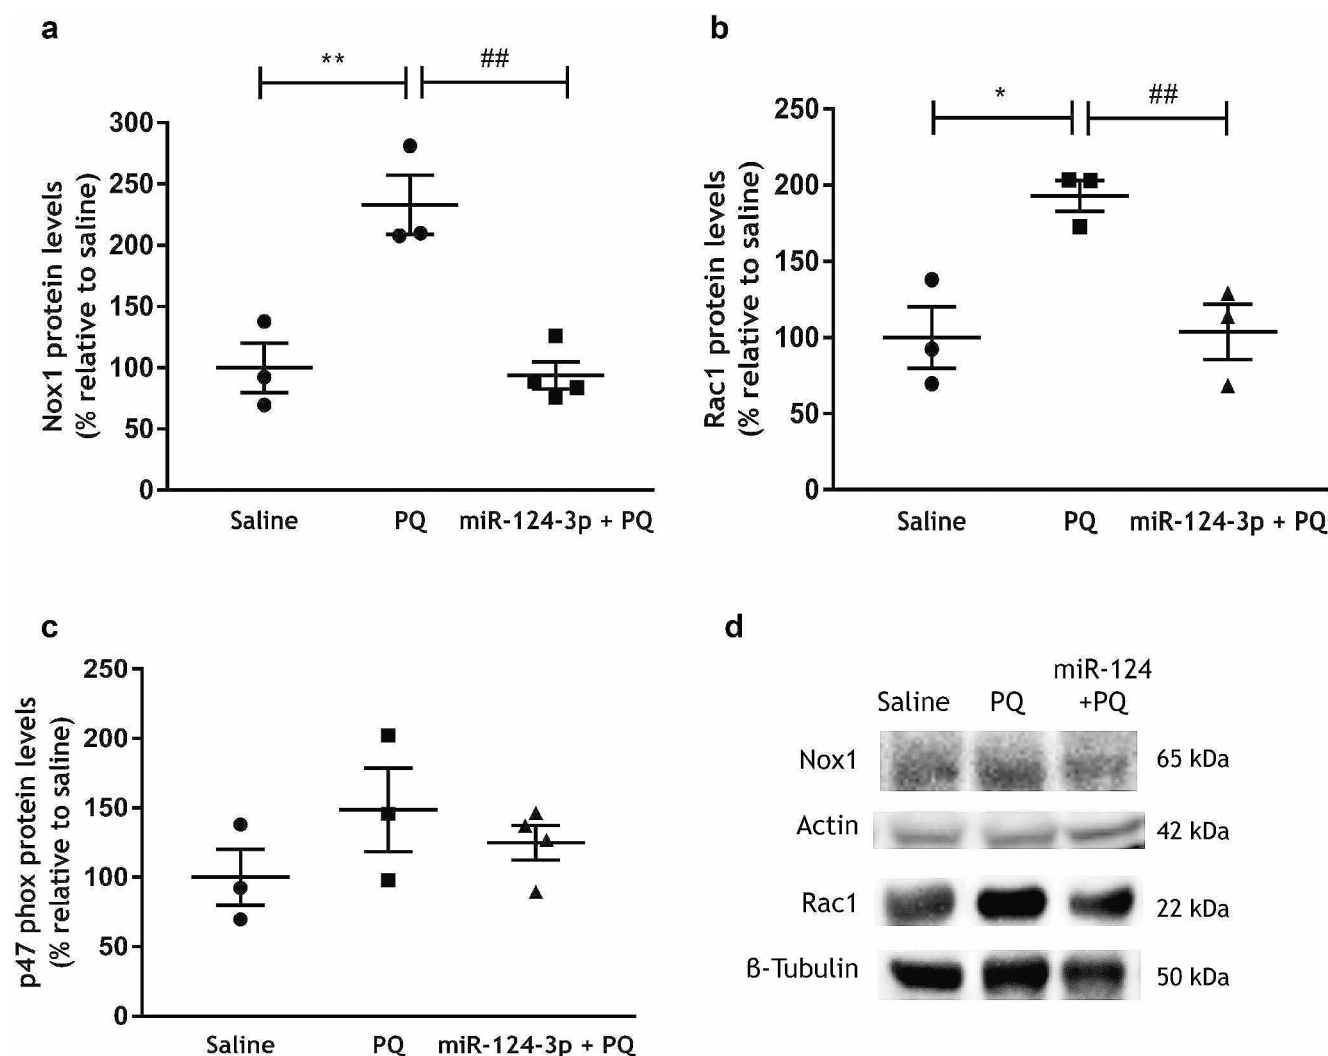 a
** ##
Nox1 protein levels
(% relative to saline)
300
250
200
150
100
50
0
Saline PQ miR-124-3p + PQ
b
* ##
Rac1 protein levels
(% relative to saline)
250
200
150
100
50
0
Saline PQ miR-124-3p + PQ
c
p47 phox protein levels
(% relative to saline)
250
200
150
100
50
0
Saline PQ miR-124-3p + PQ
d
miR-124
Saline PQ +PQ
Nox1 65 kDa
Actin 42 kDa
Rac1 22 kDa
ß-Tubulin 50 kDa